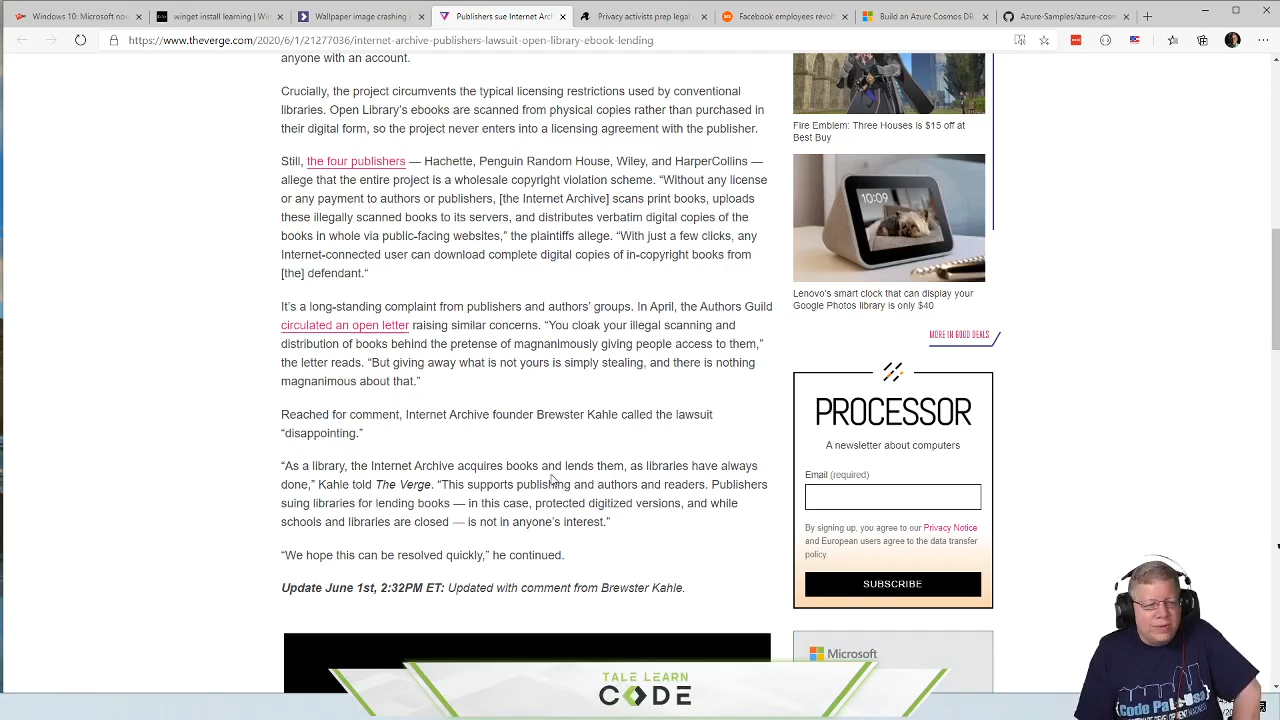 Windows 10: Microsoft
winget install learning
Wallpaper image crashing
Publishers sue Internet Arch
Privacy activists prep legal
Facebook employees revolt
Build an Azure Cosmos DB
Azure-Samples/azure-cosm
https://www.theverge.com/2020/6/1/21277036/internet-archive-publishers-lawsuit-open-library-ebook-lending
anyone with an account.
Crucially, the project circumvents the typical licensing restrictions used by conventional
libraries. Open Library’s ebooks are scanned from physical copies rather than purchased in
their digital form, so the project never enters into a licensing agreement with the publisher.
Still, the four publishers — Hachette, Penguin Random House, Wiley, and HarperCollins —
allege that the entire project is a wholesale copyright violation scheme. “Without any license
or any payment to authors or publishers, [the Internet Archive] scans print books, uploads
these illegally scanned books to its servers, and distributes verbatim digital copies of the
books in whole via public-facing websites,” the plaintiffs allege. “With just a few clicks, any
Internet-connected user can download complete digital copies of in-copyright books from
[the] defendant.“
It’s a long-standing complaint from publishers and authors’ groups. In April, the Authors Guild
circulated an open letter raising similar concerns. “You cloak your illegal scanning and
distribution of books behind the pretense of magnanimously giving people access to them,”
the letter reads. “But giving away what is not yours is simply stealing, and there is nothing
magnanimous about that.”
Reached for comment, Internet Archive founder Brewster Kahle called the lawsuit
“disappointing.”
“As a library, the Internet Archive acquires books and lends them, as libraries have always
done,” Kahle told The Verge. “This supports publishing and authors and readers. Publishers
suing libraries for lending books — in this case, protected digitized versions, and while
schools and libraries are closed — is not in anyone’s interest.”
“We hope this can be resolved quickly,” he continued.
Update June 1st, 2:32PM ET: Updated with comment from Brewster Kahle.
Fire Emblem: Three Houses is $15 off at
Best Buy
10:09
Lenovo’s smart clock that can display your
Google Photos library is only $40
MORE IN GOOD DEALS
PROCESSOR
A newsletter about computers
Email (required)
By signing up, you agree to our Privacy Notice
and European users agree to the data transfer
policy.
SUBSCRIBE
Microsoft
TALE LEARN
CODE
Code PaLOUsa